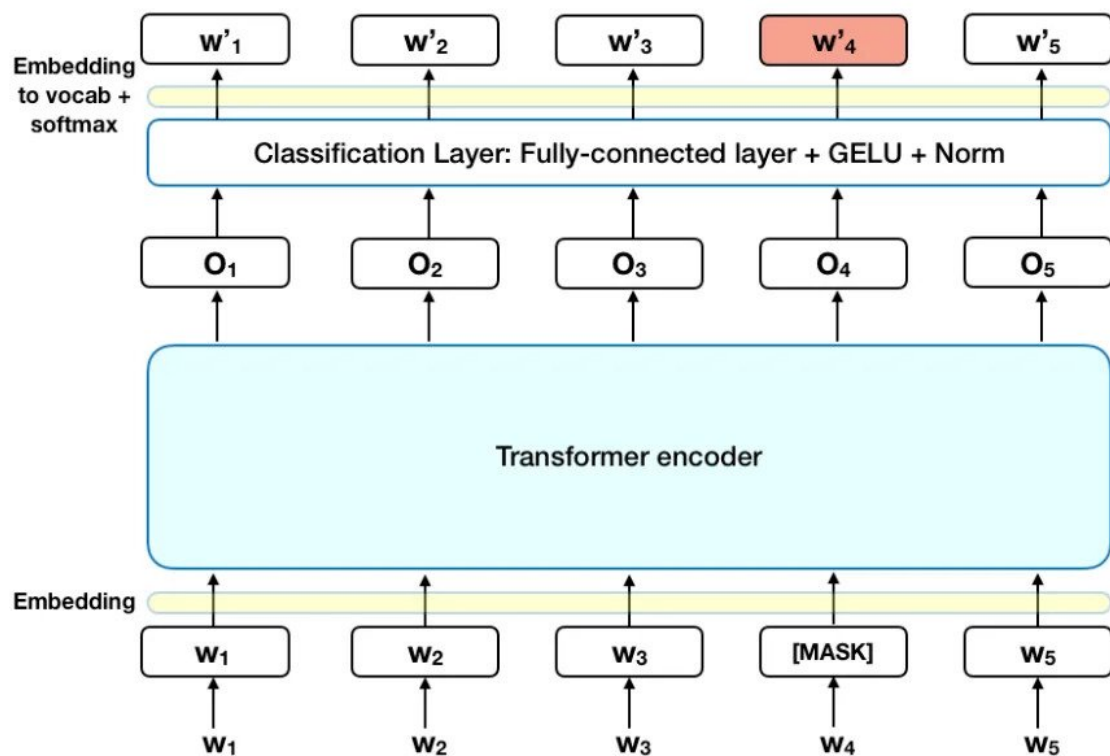 w'₁ w'₂ w'₃ w'₄ w'₅
Embedding
to vocab +
softmax
Classification Layer: Fully-connected layer + GELU + Norm
O₁ O₂ O₃ O₄ O₅
Transformer encoder
Embedding
w₁ w₂ w₃ [MASK] w₅
w₁ w₂ w₃ w₄ w₅